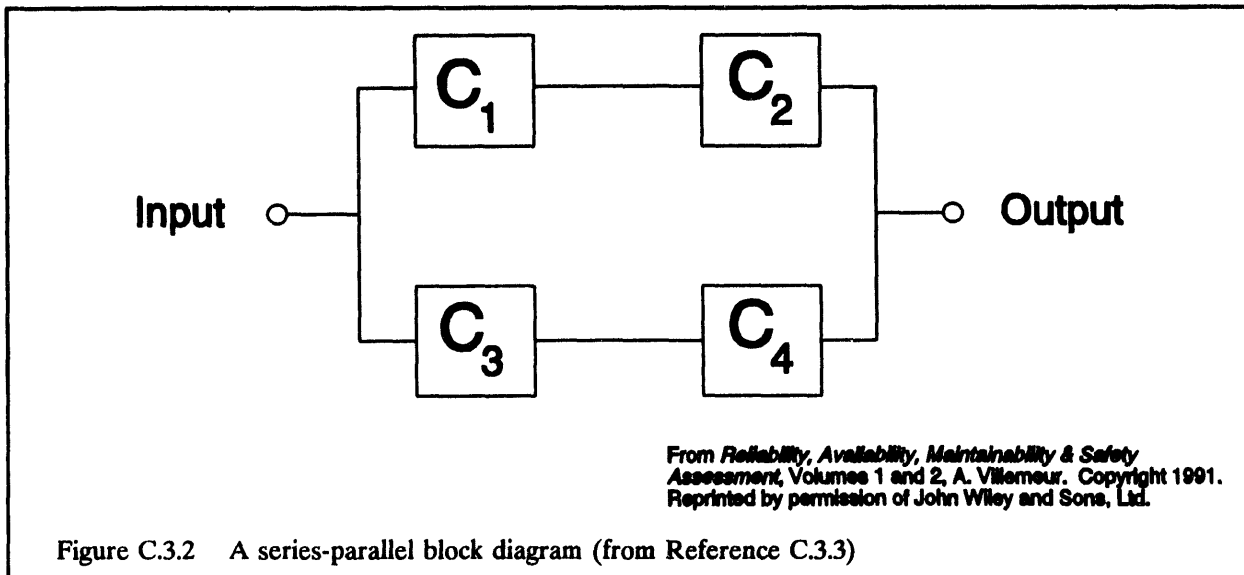 C1
C2
Input
Output
C3
C4
From Reliability, Availability, Maintainability & Safety
Assessment, Volumes 1 and 2, A. Villemeur. Copyright 1991.
Reprinted by permission of John Wiley and Sons, Ltd.
Figure C.3.2 A series-parallel block diagram (from Reference C.3.3)